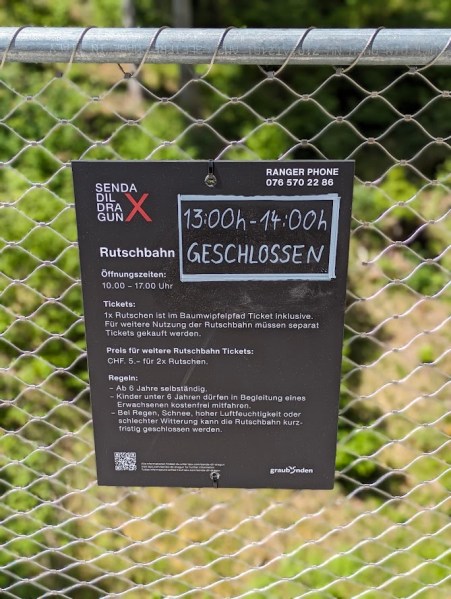 SENDA
DIL
DRA
GUN X
RANGER PHONE
076 570 22 86
13:00h-14:00h
GESCHLOSSEN
Rutschbahn
Öffnungszeiten:
10.00 – 17.00 Uhr
Tickets:
1x Rutschen ist im Baumwipfelpfad Ticket Inklusive.
Für weitere Nutzung der Rutschbahn müssen separat
Tickets gekauft werden.
Preis für weitere Rutschbahn Tickets:
CHF. 5.– für 2x Rutschen.
Regeln:
– Ab 6 Jahre selbständig.
– Kinder unter 6 Jahren dürfen in Begleitung eines
Erwachsenen kostenfrei mitfahren.
– Bei Regen, Schnee, hoher Luftfeuchtigkeit oder
schlechter Witterung kann die Rutschbahn kurz-
fristig geschlossen werden.
graubünden